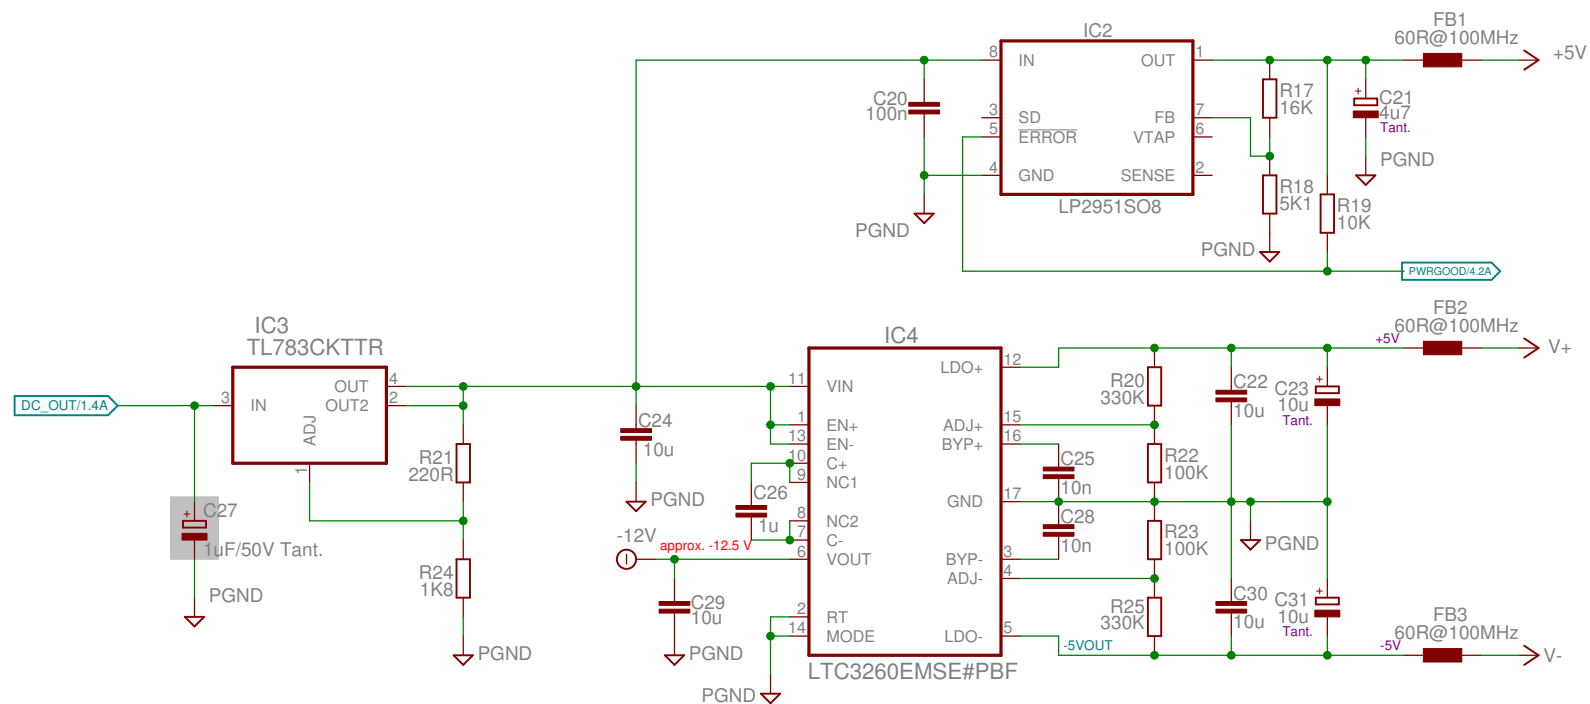 FB1
60R@100MHz
+5V
IC2
8
IN
OUT
1
C20
100n
3
SD
FB
7
5
ERROR
VTAP
6
4
GND
SENSE
2
LP2951SO8
PGND
R17
16K
R18
5K1
PGND
R19
10K
+
C21
4u7
Tant.
PGND
PWRGOOD/4.2A
IC3
TL783CKTTR
DC_OUT/1.4A
3
IN
OUT
4
OUT2
2
ADJ
1
R21
220R
R24
1K8
PGND
+
C27
1uF/50V Tant.
PGND
C24
10u
PGND
C26
1u
-12V
approx. -12.5 V
C29
10u
PGND
PGND
IC4
11
VIN
LDO+
12
1
EN+
ADJ+
15
13
EN-
BYP+
16
10
C+
9
NC1
GND
17
8
NC2
7
C-
6
VOUT
BYP-
3
ADJ-
4
2
RT
14
MODE
LDO-
5
LTC3260EMSE#PBF
-5VOUT
C25
10n
C28
10n
R20
330K
R22
100K
R23
100K
R25
330K
C22
10u
+
C23
10u
Tant.
PGND
C30
10u
+
C31
10u
Tant.
+5V
FB2
60R@100MHz
V+
-5V
FB3
60R@100MHz
V-